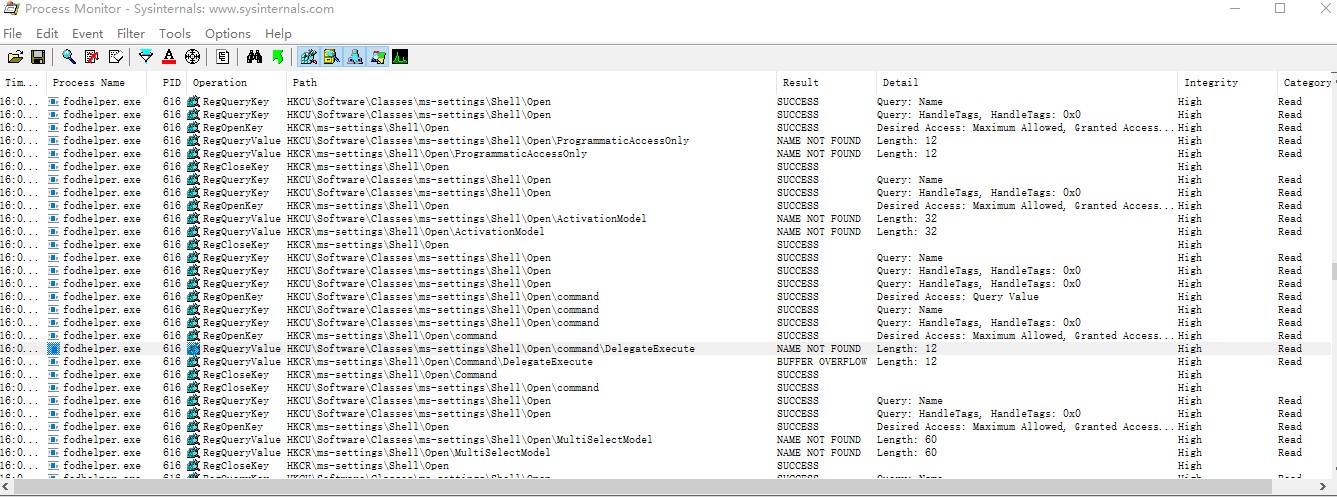 Process Monitor - Sysinternals: www.sysinternals.com
File Edit Event Filter Tools Options Help
Tim... Process Name PID Operation Path Result Detail Integrity Category
16:0... fodhelper.exe 616 RegQueryKey HKCU\Software\Classes\ms-settings\Shell\Open SUCCESS Query: Name High Read
16:0... fodhelper.exe 616 RegQueryKey HKCU\Software\Classes\ms-settings\Shell\Open SUCCESS Query: HandleTags, HandleTags: 0x0 High Read
16:0... fodhelper.exe 616 RegOpenKey HKCR\ms-settings\Shell\Open SUCCESS Desired Access: Maximum Allowed, Granted Access... High Read
16:0... fodhelper.exe 616 RegQueryValue HKCU\Software\Classes\ms-settings\Shell\Open\ProgrammaticAccessOnly NAME NOT FOUND Length: 12 High Read
16:0... fodhelper.exe 616 RegQueryValue HKCR\ms-settings\Shell\Open\ProgrammaticAccessOnly NAME NOT FOUND Length: 12 High Read
16:0... fodhelper.exe 616 RegCloseKey HKCR\ms-settings\Shell\Open SUCCESS High
16:0... fodhelper.exe 616 RegQueryKey HKCU\Software\Classes\ms-settings\Shell\Open SUCCESS Query: Name High Read
16:0... fodhelper.exe 616 RegQueryKey HKCU\Software\Classes\ms-settings\Shell\Open SUCCESS Query: HandleTags, HandleTags: 0x0 High Read
16:0... fodhelper.exe 616 RegOpenKey HKCR\ms-settings\Shell\Open SUCCESS Desired Access: Maximum Allowed, Granted Access... High Read
16:0... fodhelper.exe 616 RegQueryValue HKCU\Software\Classes\ms-settings\Shell\Open\ActivationModel NAME NOT FOUND Length: 32 High Read
16:0... fodhelper.exe 616 RegQueryValue HKCR\ms-settings\Shell\Open\ActivationModel NAME NOT FOUND Length: 32 High Read
16:0... fodhelper.exe 616 RegCloseKey HKCR\ms-settings\Shell\Open SUCCESS High
16:0... fodhelper.exe 616 RegQueryKey HKCU\Software\Classes\ms-settings\Shell\Open SUCCESS Query: Name High Read
16:0... fodhelper.exe 616 RegQueryKey HKCU\Software\Classes\ms-settings\Shell\Open SUCCESS Query: HandleTags, HandleTags: 0x0 High Read
16:0... fodhelper.exe 616 RegQueryKey HKCU\Software\Classes\ms-settings\Shell\Open SUCCESS Query: HandleTags, HandleTags: 0x0 High Read
16:0... fodhelper.exe 616 RegOpenKey HKCU\Software\Classes\ms-settings\Shell\Open\command SUCCESS Desired Access: Query Value High Read
16:0... fodhelper.exe 616 RegQueryKey HKCU\Software\Classes\ms-settings\Shell\Open\command SUCCESS Query: Name High Read
16:0... fodhelper.exe 616 RegQueryKey HKCU\Software\Classes\ms-settings\Shell\Open\command SUCCESS Query: HandleTags, HandleTags: 0x0 High Read
16:0... fodhelper.exe 616 RegOpenKey HKCR\ms-settings\Shell\Open\command SUCCESS Desired Access: Maximum Allowed, Granted Access... High Read
16:0... fodhelper.exe 616 RegQueryValue HKCU\Software\Classes\ms-settings\Shell\Open\command\DelegateExecute NAME NOT FOUND Length: 12 High Read
16:0... fodhelper.exe 616 RegQueryValue HKCR\ms-settings\Shell\Open\Command\DelegateExecute BUFFER OVERFLOW Length: 12 High Read
16:0... fodhelper.exe 616 RegCloseKey HKCR\ms-settings\Shell\Open\Command SUCCESS High
16:0... fodhelper.exe 616 RegCloseKey HKCU\Software\Classes\ms-settings\Shell\Open\command SUCCESS High
16:0... fodhelper.exe 616 RegQueryKey HKCU\Software\Classes\ms-settings\Shell\Open SUCCESS Query: Name High Read
16:0... fodhelper.exe 616 RegQueryKey HKCU\Software\Classes\ms-settings\Shell\Open SUCCESS Query: HandleTags, HandleTags: 0x0 High Read
16:0... fodhelper.exe 616 RegOpenKey HKCR\ms-settings\Shell\Open SUCCESS Desired Access: Maximum Allowed, Granted Access... High Read
16:0... fodhelper.exe 616 RegQueryValue HKCU\Software\Classes\ms-settings\Shell\Open\MultiSelectModel NAME NOT FOUND Length: 60 High Read
16:0... fodhelper.exe 616 RegQueryValue HKCR\ms-settings\Shell\Open\MultiSelectModel NAME NOT FOUND Length: 60 High Read
16:0... fodhelper.exe 616 RegCloseKey HKCR\ms-settings\Shell\Open SUCCESS High